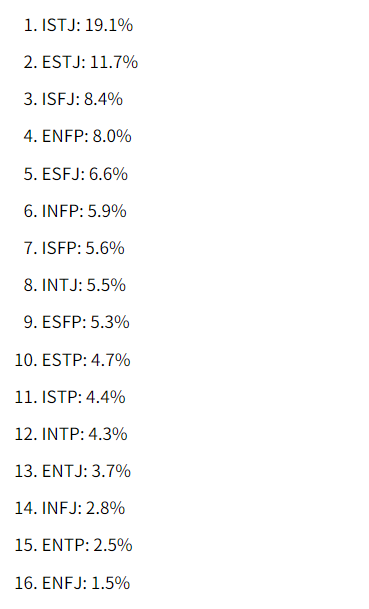 1. ISTJ: 19.1%
2. ESTJ: 11.7%
3. ISFJ: 8.4%
4. ENFP: 8.0%
5. ESFJ: 6.6%
6. INFP: 5.9%
7. ISFP: 5.6%
8. INTJ: 5.5%
9. ESFP: 5.3%
10. ESTP: 4.7%
11. ISTP: 4.4%
12. INTP: 4.3%
13. ENTJ: 3.7%
14. INFJ: 2.8%
15. ENTP: 2.5%
16. ENFJ: 1.5%